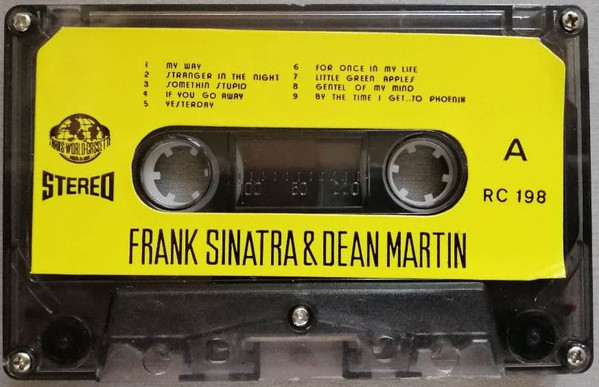 1 MY WAY
2 STRANGER IN THE NIGHT
3 SOMETHIN STUPID
4 IF YOU GO AWAY
5 YESTERDAY
6 FOR ONCE IN MY LIFE
7 LITTLE GREEN APPLES
8 GENTEL OF MY MIND
9 BY THE TIME I GET..TO PHOENIX
STEREO
A
RC 198
FRANK SINATRA & DEAN MARTIN